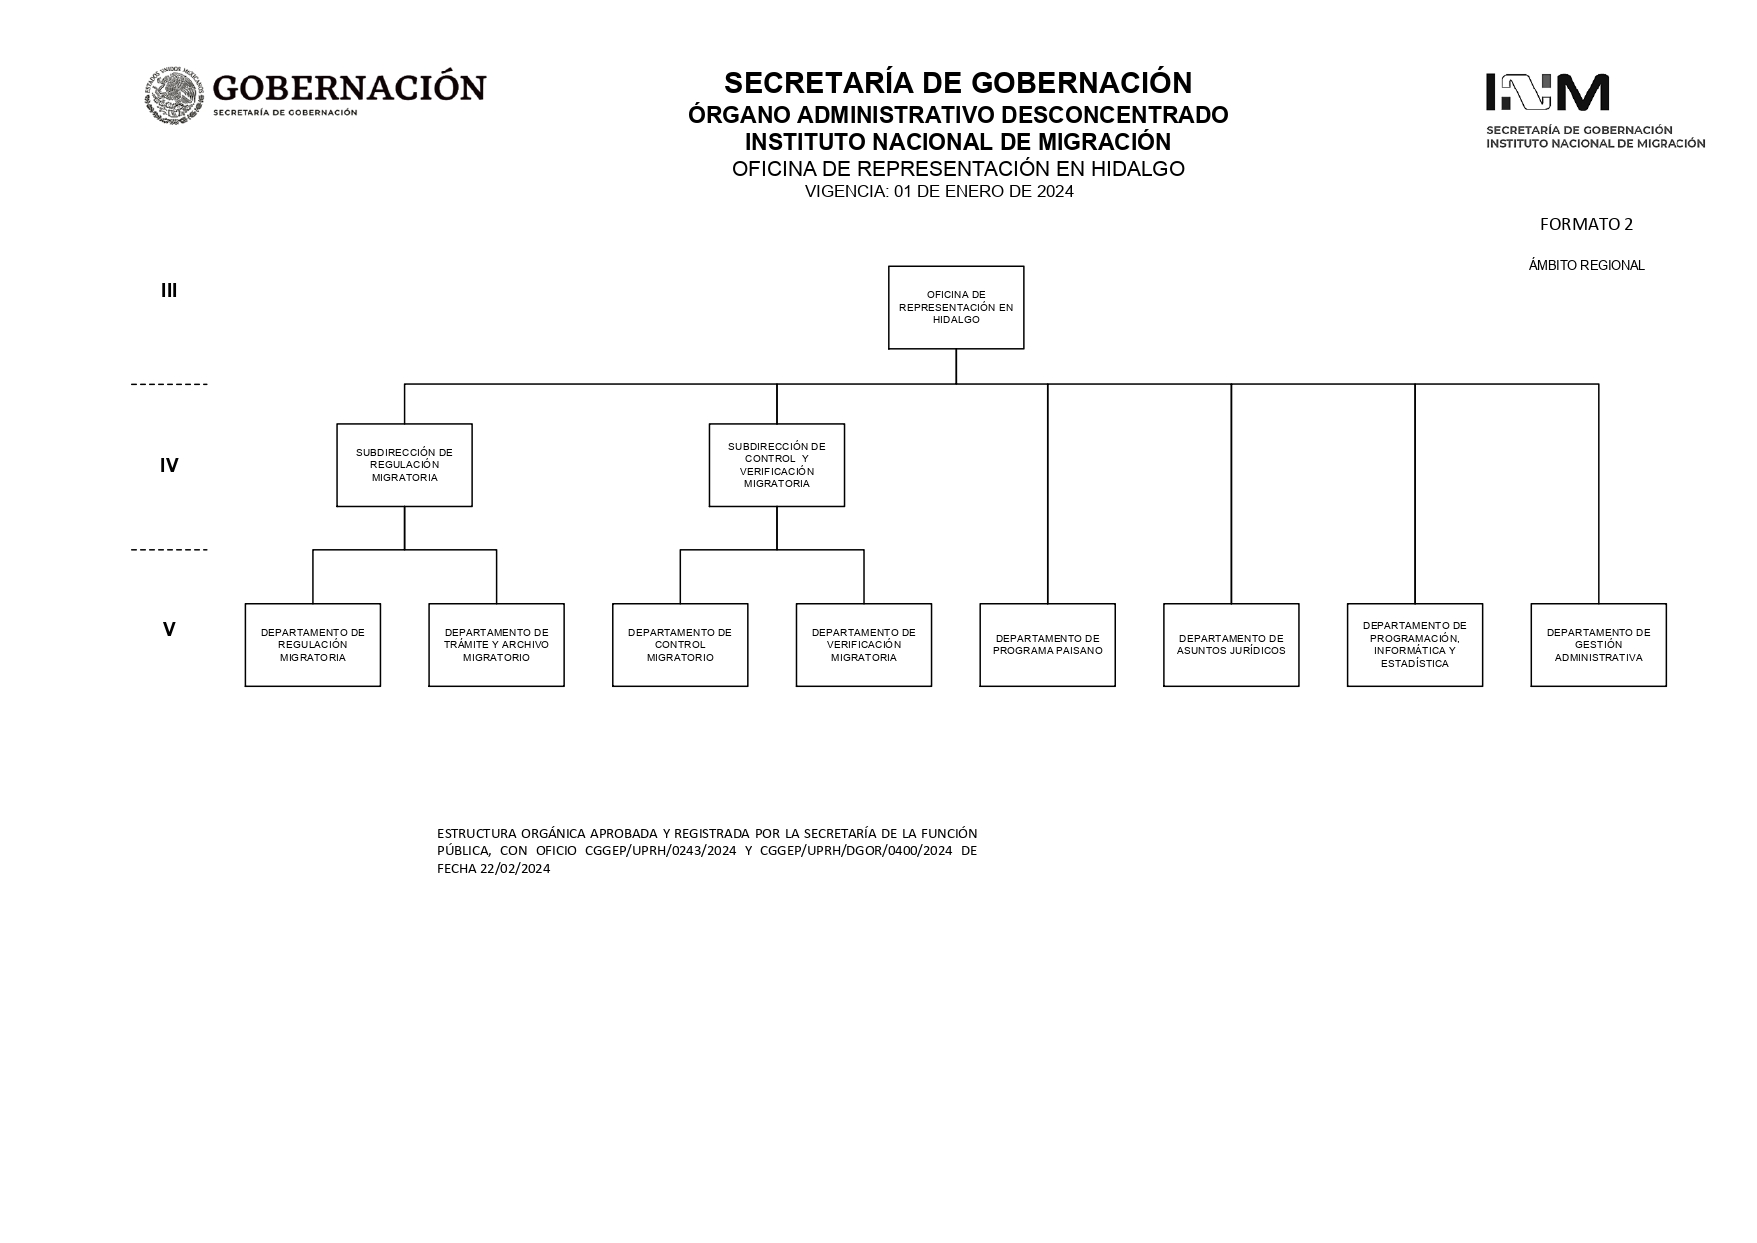 GOBERNACIÓN
SECRETARÍA DE GOBERNACIÓN
SECRETARÍA DE GOBERNACIÓN
ÓRGANO ADMINISTRATIVO DESCONCENTRADO
INSTITUTO NACIONAL DE MIGRACIÓN
OFICINA DE REPRESENTACIÓN EN HIDALGO
VIGENCIA: 01 DE ENERO DE 2024
INM
SECRETARÍA DE GOBERNACIÓN
INSTITUTO NACIONAL DE MIGRACIÓN
FORMATO 2
ÁMBITO REGIONAL
III
OFICINA DE
REPRESENTACIÓN EN
HIDALGO
IV
SUBDIRECCIÓN DE
REGULACIÓN
MIGRATORIA
SUBDIRECCIÓN DE
CONTROL Y
VERIFICACIÓN
MIGRATORIA
V
DEPARTAMENTO DE
REGULACIÓN
MIGRATORIA
DEPARTAMENTO DE
TRÁMITE Y ARCHIVO
MIGRATORIO
DEPARTAMENTO DE
CONTROL
MIGRATORIO
DEPARTAMENTO DE
VERIFICACIÓN
MIGRATORIA
DEPARTAMENTO DE
PROGRAMA PAISANO
DEPARTAMENTO DE
ASUNTOS JURÍDICOS
DEPARTAMENTO DE
PROGRAMACIÓN,
INFORMÁTICA Y
ESTADÍSTICA
DEPARTAMENTO DE
GESTIÓN
ADMINISTRATIVA
ESTRUCTURA ORGÁNICA APROBADA Y REGISTRADA POR LA SECRETARÍA DE LA FUNCIÓN
PÚBLICA, CON OFICIO CGGEP/UPRH/0243/2024 Y CGGEP/UPRH/DGOR/0400/2024 DE
FECHA 22/02/2024